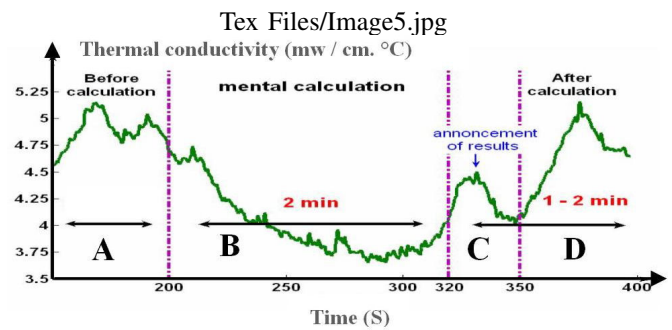 Tex Files/Image5.jpg
Thermal conductivity (mw / cm. °C)
Before
calculation
mental calculation
After
calculation
5.25
5
4.75
4.5
4.25
4
3.75
3.5
annoncement
of results
2 min
1 - 2 min
A
B
C
D
200
250
300
320
350
400
Time (S)